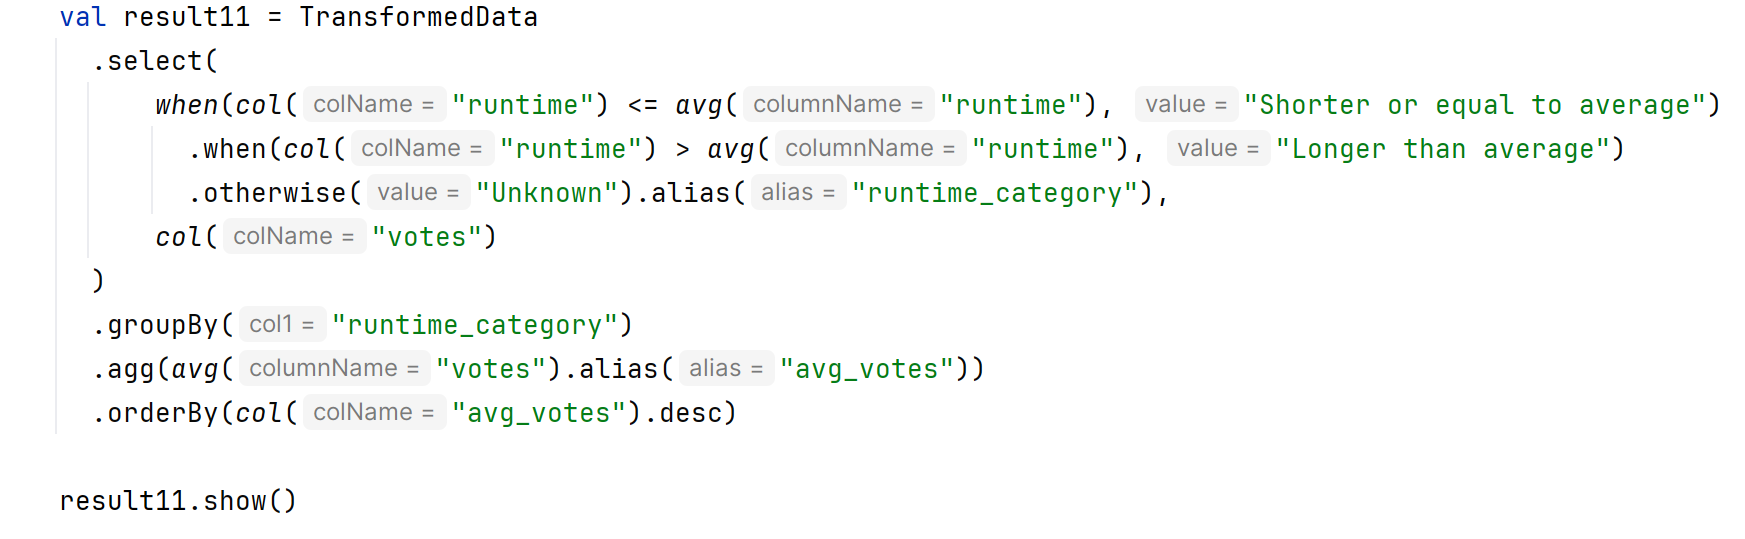 val result11 = TransformedData
.select(
when(col( colName = "runtime") <= avg( columnName = "runtime"), value = "Shorter or equal to average")
.when(col( colName = "runtime") > avg( columnName = "runtime"), value = "Longer than average")
.otherwise( value = "Unknown").alias( alias = "runtime_category"),
col( colName = "votes")
)
.groupBy( col1 = "runtime_category")
.agg(avg( columnName = "votes").alias( alias = "avg_votes"))
.orderBy(col( colName = "avg_votes").desc)
result11.show()